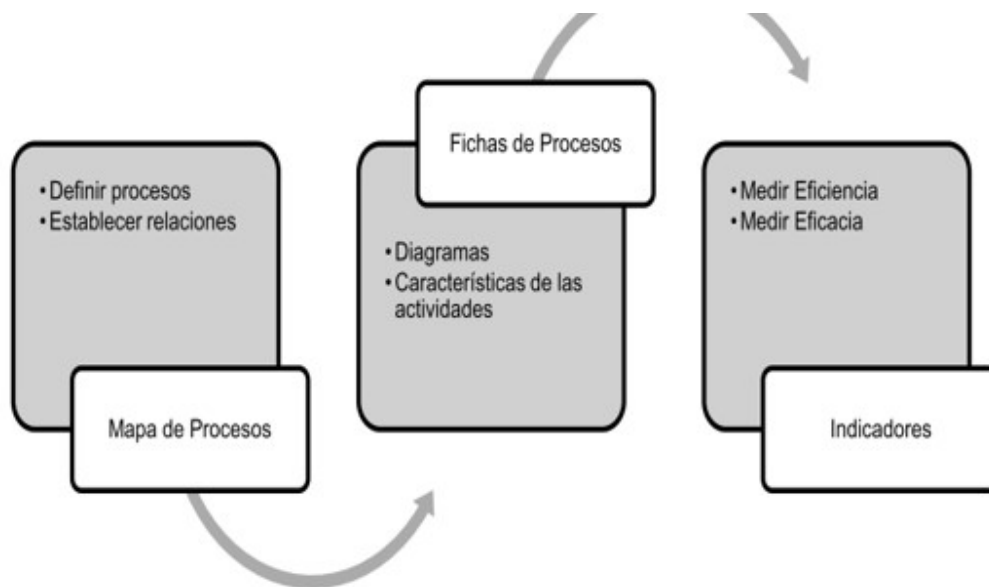 • Definir procesos
• Establecer relaciones
Mapa de Procesos
Fichas de Procesos
• Diagramas
• Características de las
actividades
• Medir Eficiencia
• Medir Eficacia
Indicadores